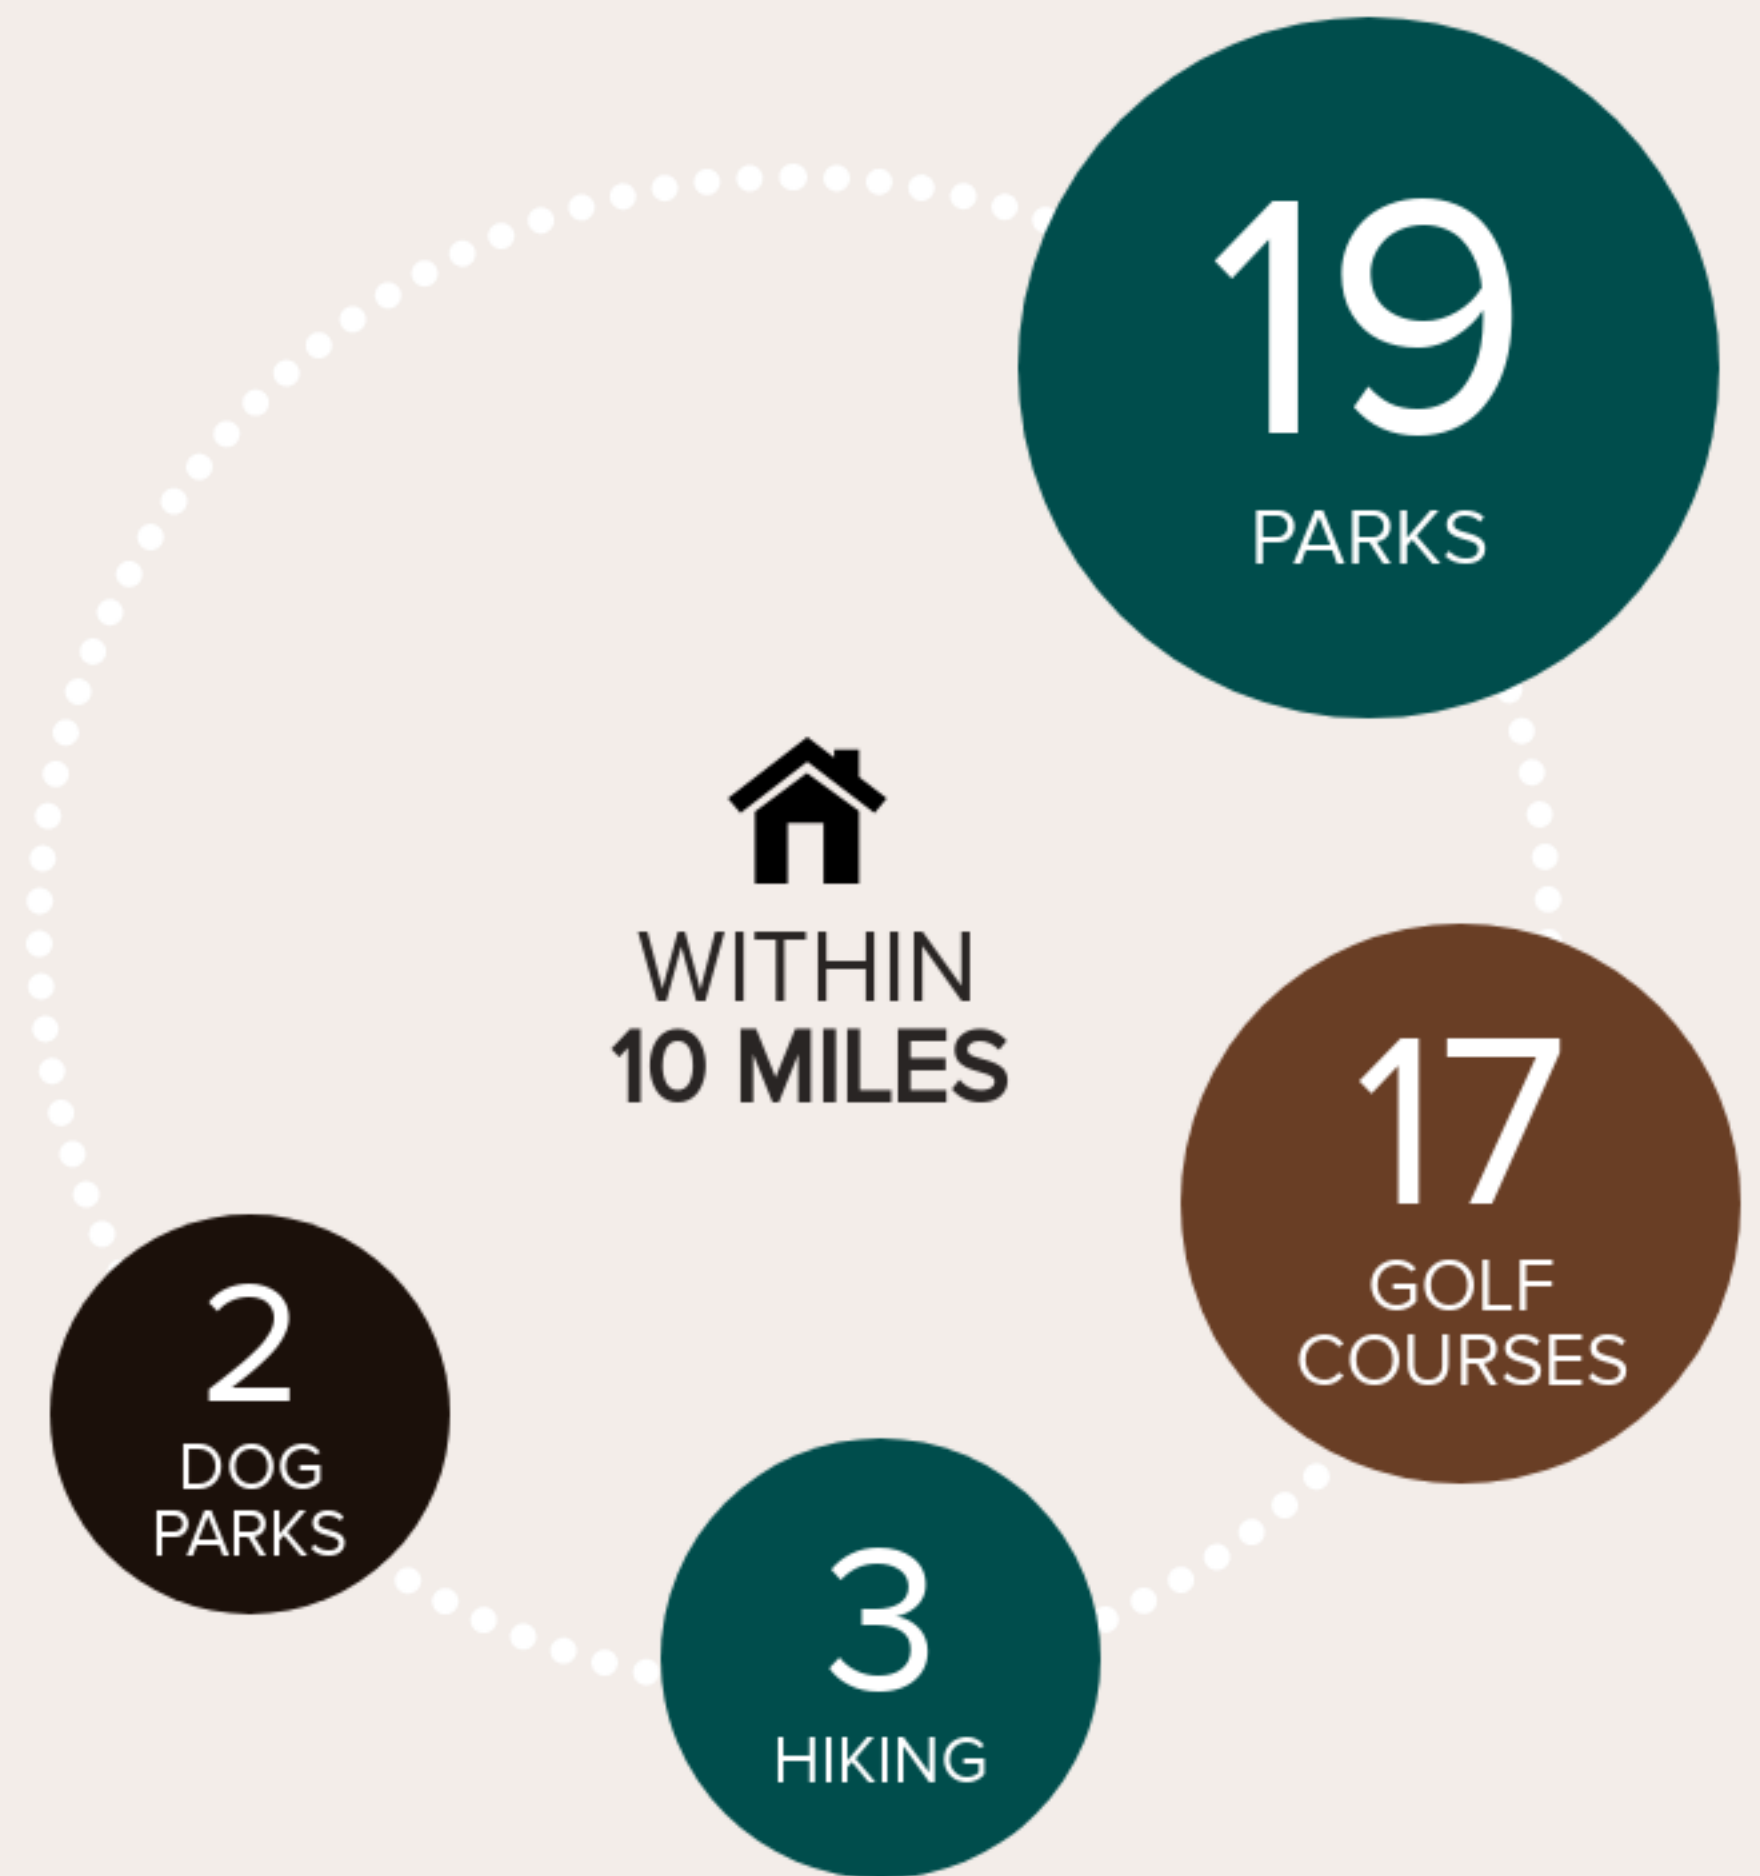 19
PARKS
WITHIN
10 MILES
17
GOLF
COURSES
2
DOG
PARKS
3
HIKING